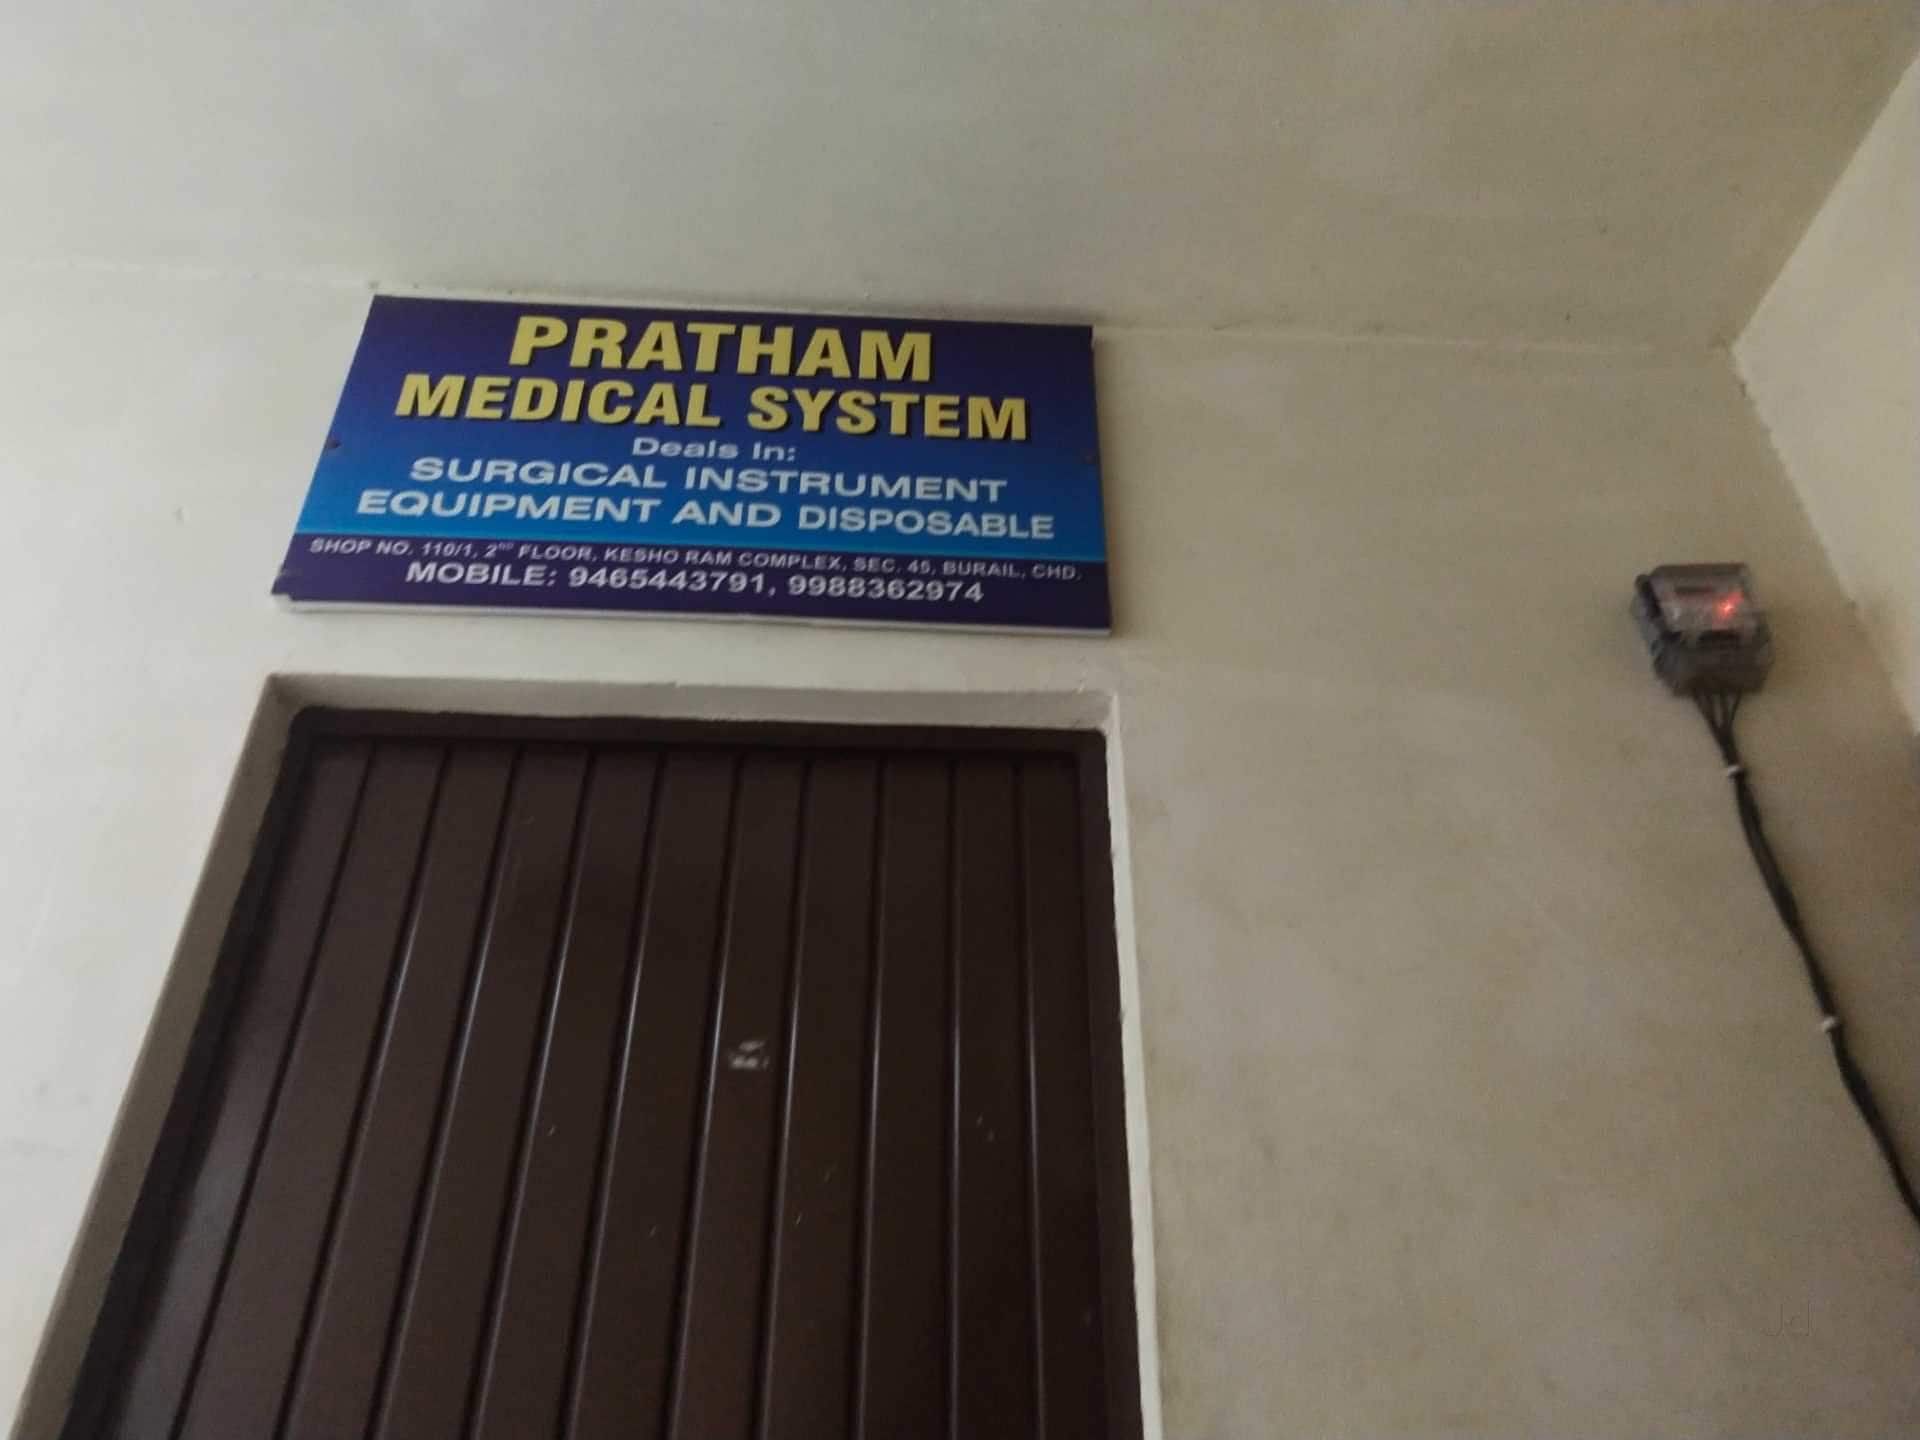 PRATHAM
MEDICAL SYSTEM
Deals In:
SURGICAL INSTRUMENT
EQUIPMENT AND DISPOSABLE
SHOP NO. 110/1, 2ND FLOOR, KESHO RAM COMPLEX, SEC. 45, BURAIL, CHD.
MOBILE: 9465443791, 9988362974
Jd